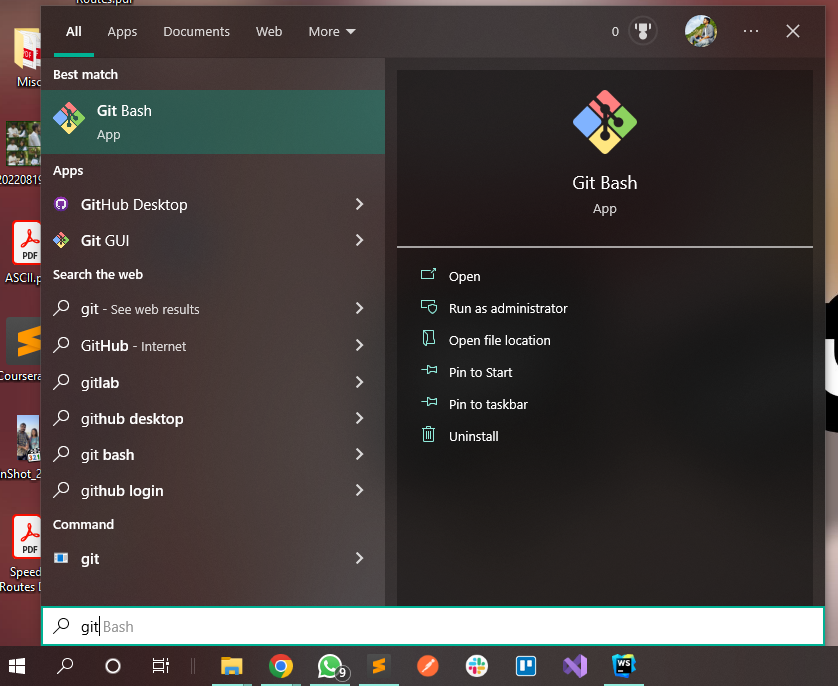 Routes.pdf
All Apps Documents Web More 0
Best match
Git Bash
App
Apps
GitHub Desktop
Git GUI
Search the web
git - See web results
GitHub - Internet
gitlab
github desktop
git bash
github login
Command
git
git Bash
Git Bash
App
Open
Run as administrator
Open file location
Pin to Start
Pin to taskbar
Uninstall
Misc
20220819
PDF
ASCII.p
Coursera
nShot_2
PDF
Speed
Routes
9
WS